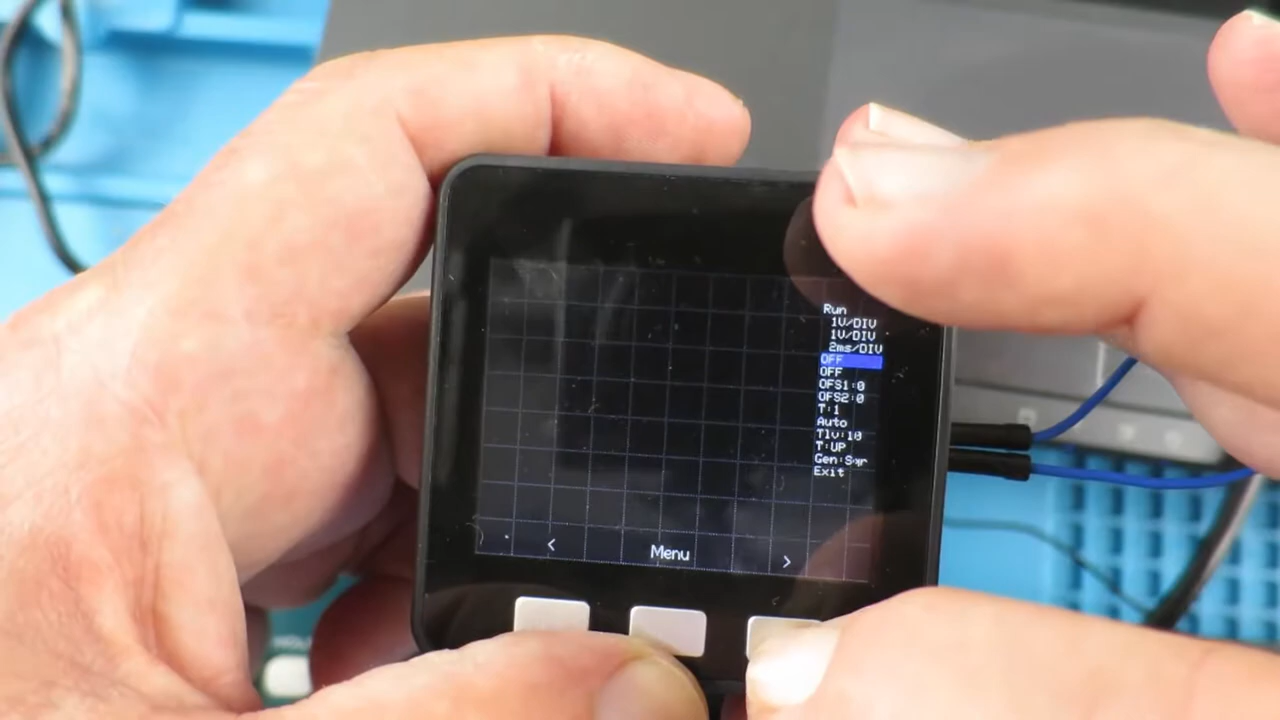 Run
1V/DIV
1V/DIV
2ms/DIV
OFF
OFF
OFS1:0
OFS2:0
T:1
Auto
Tlv:10
T:UP
Gen:Sqr
Exit
< Menu >